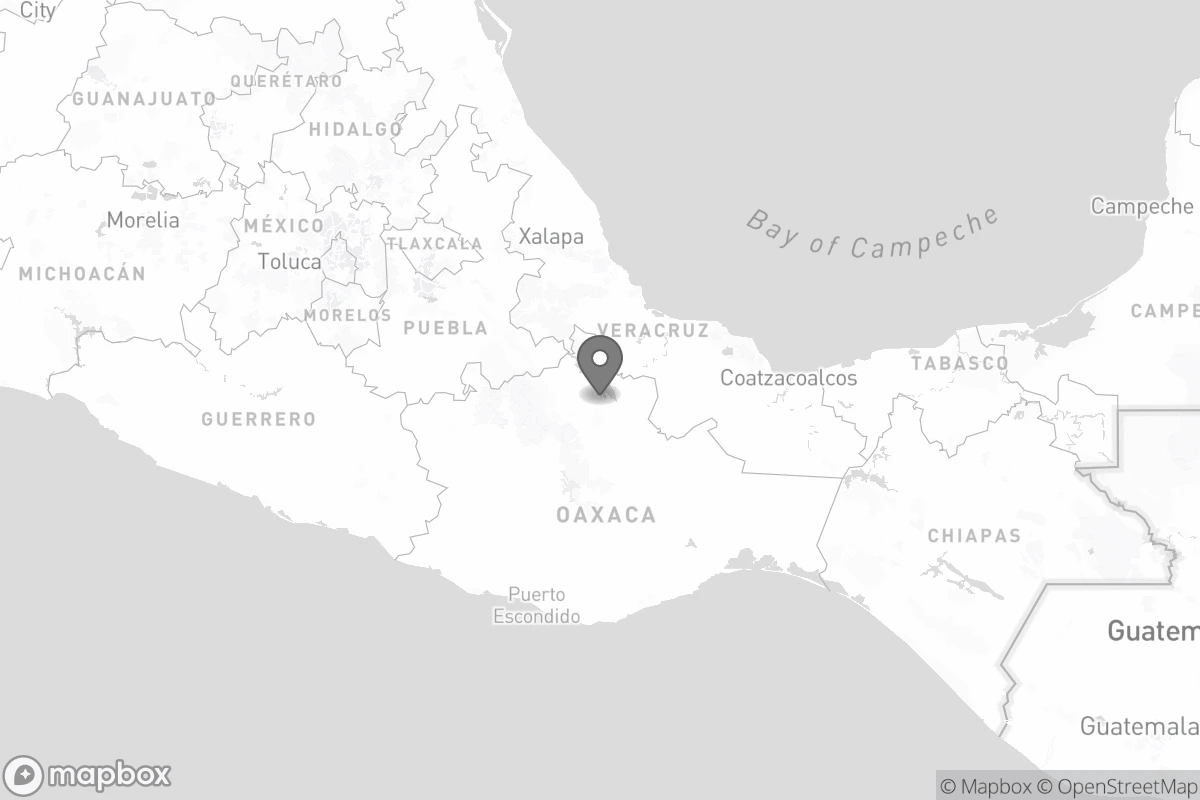 City
QUERÉTARO
GUANAJUATO
HIDALGO
Morelia
MÉXICO
Xalapa
TLAXCALA
Toluca
MICHOACÁN
MORELOS
PUEBLA
VERACRUZ
Bay of Campeche
Campeche
CAMPE
TABASCO
Coatzacoalcos
GUERRERO
OAXACA
CHIAPAS
Puerto
Escondido
Guatem
Guatemala
mapbox
© Mapbox © OpenStreetMap